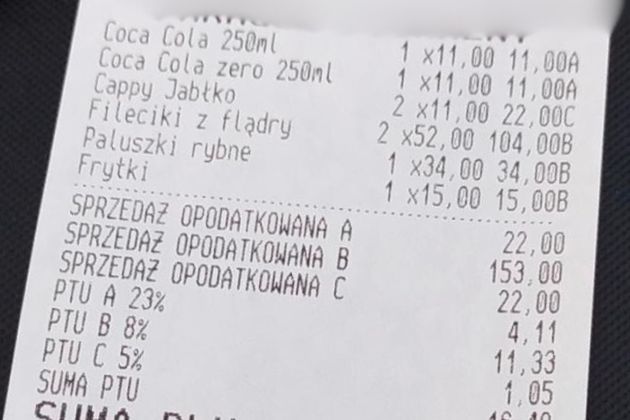 Coca Cola 250ml 1 x11,00 11,00A
Coca Cola zero 250ml 1 x11,00 11,00A
Cappy Jabłko 2 x11,00 22,00C
Fileciki z flądry 2 x52,00 104,00B
Paluszki rybne 1 x34,00 34,00B
Frytki 1 x15,00 15,00B
SPRZEDAŻ OPODATKOWANA A 22,00
SPRZEDAŻ OPODATKOWANA B 153,00
SPRZEDAŻ OPODATKOWANA C 22,00
PTU A 23% 4,11
PTU B 8% 11,33
PTU C 5% 1,05
SUMA PTU
SUMA